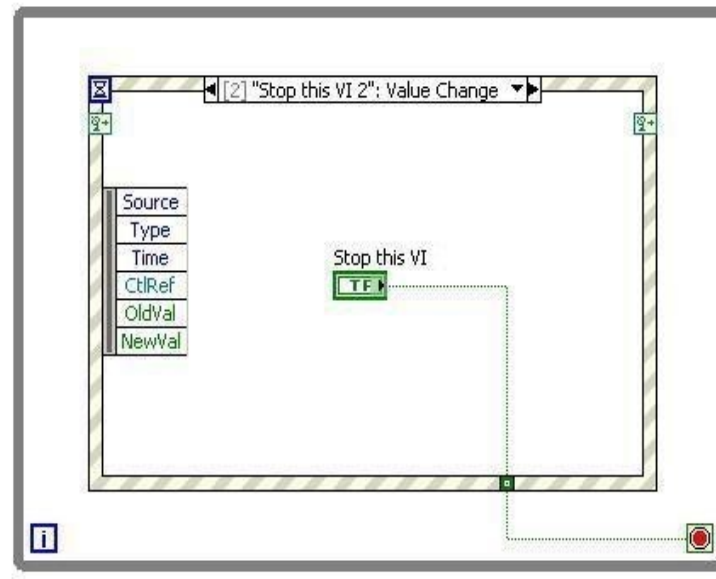 [2] "Stop this VI 2": Value Change
Source
Type
Time
CtlRef
OldVal
NewVal
Stop this VI
TF
i